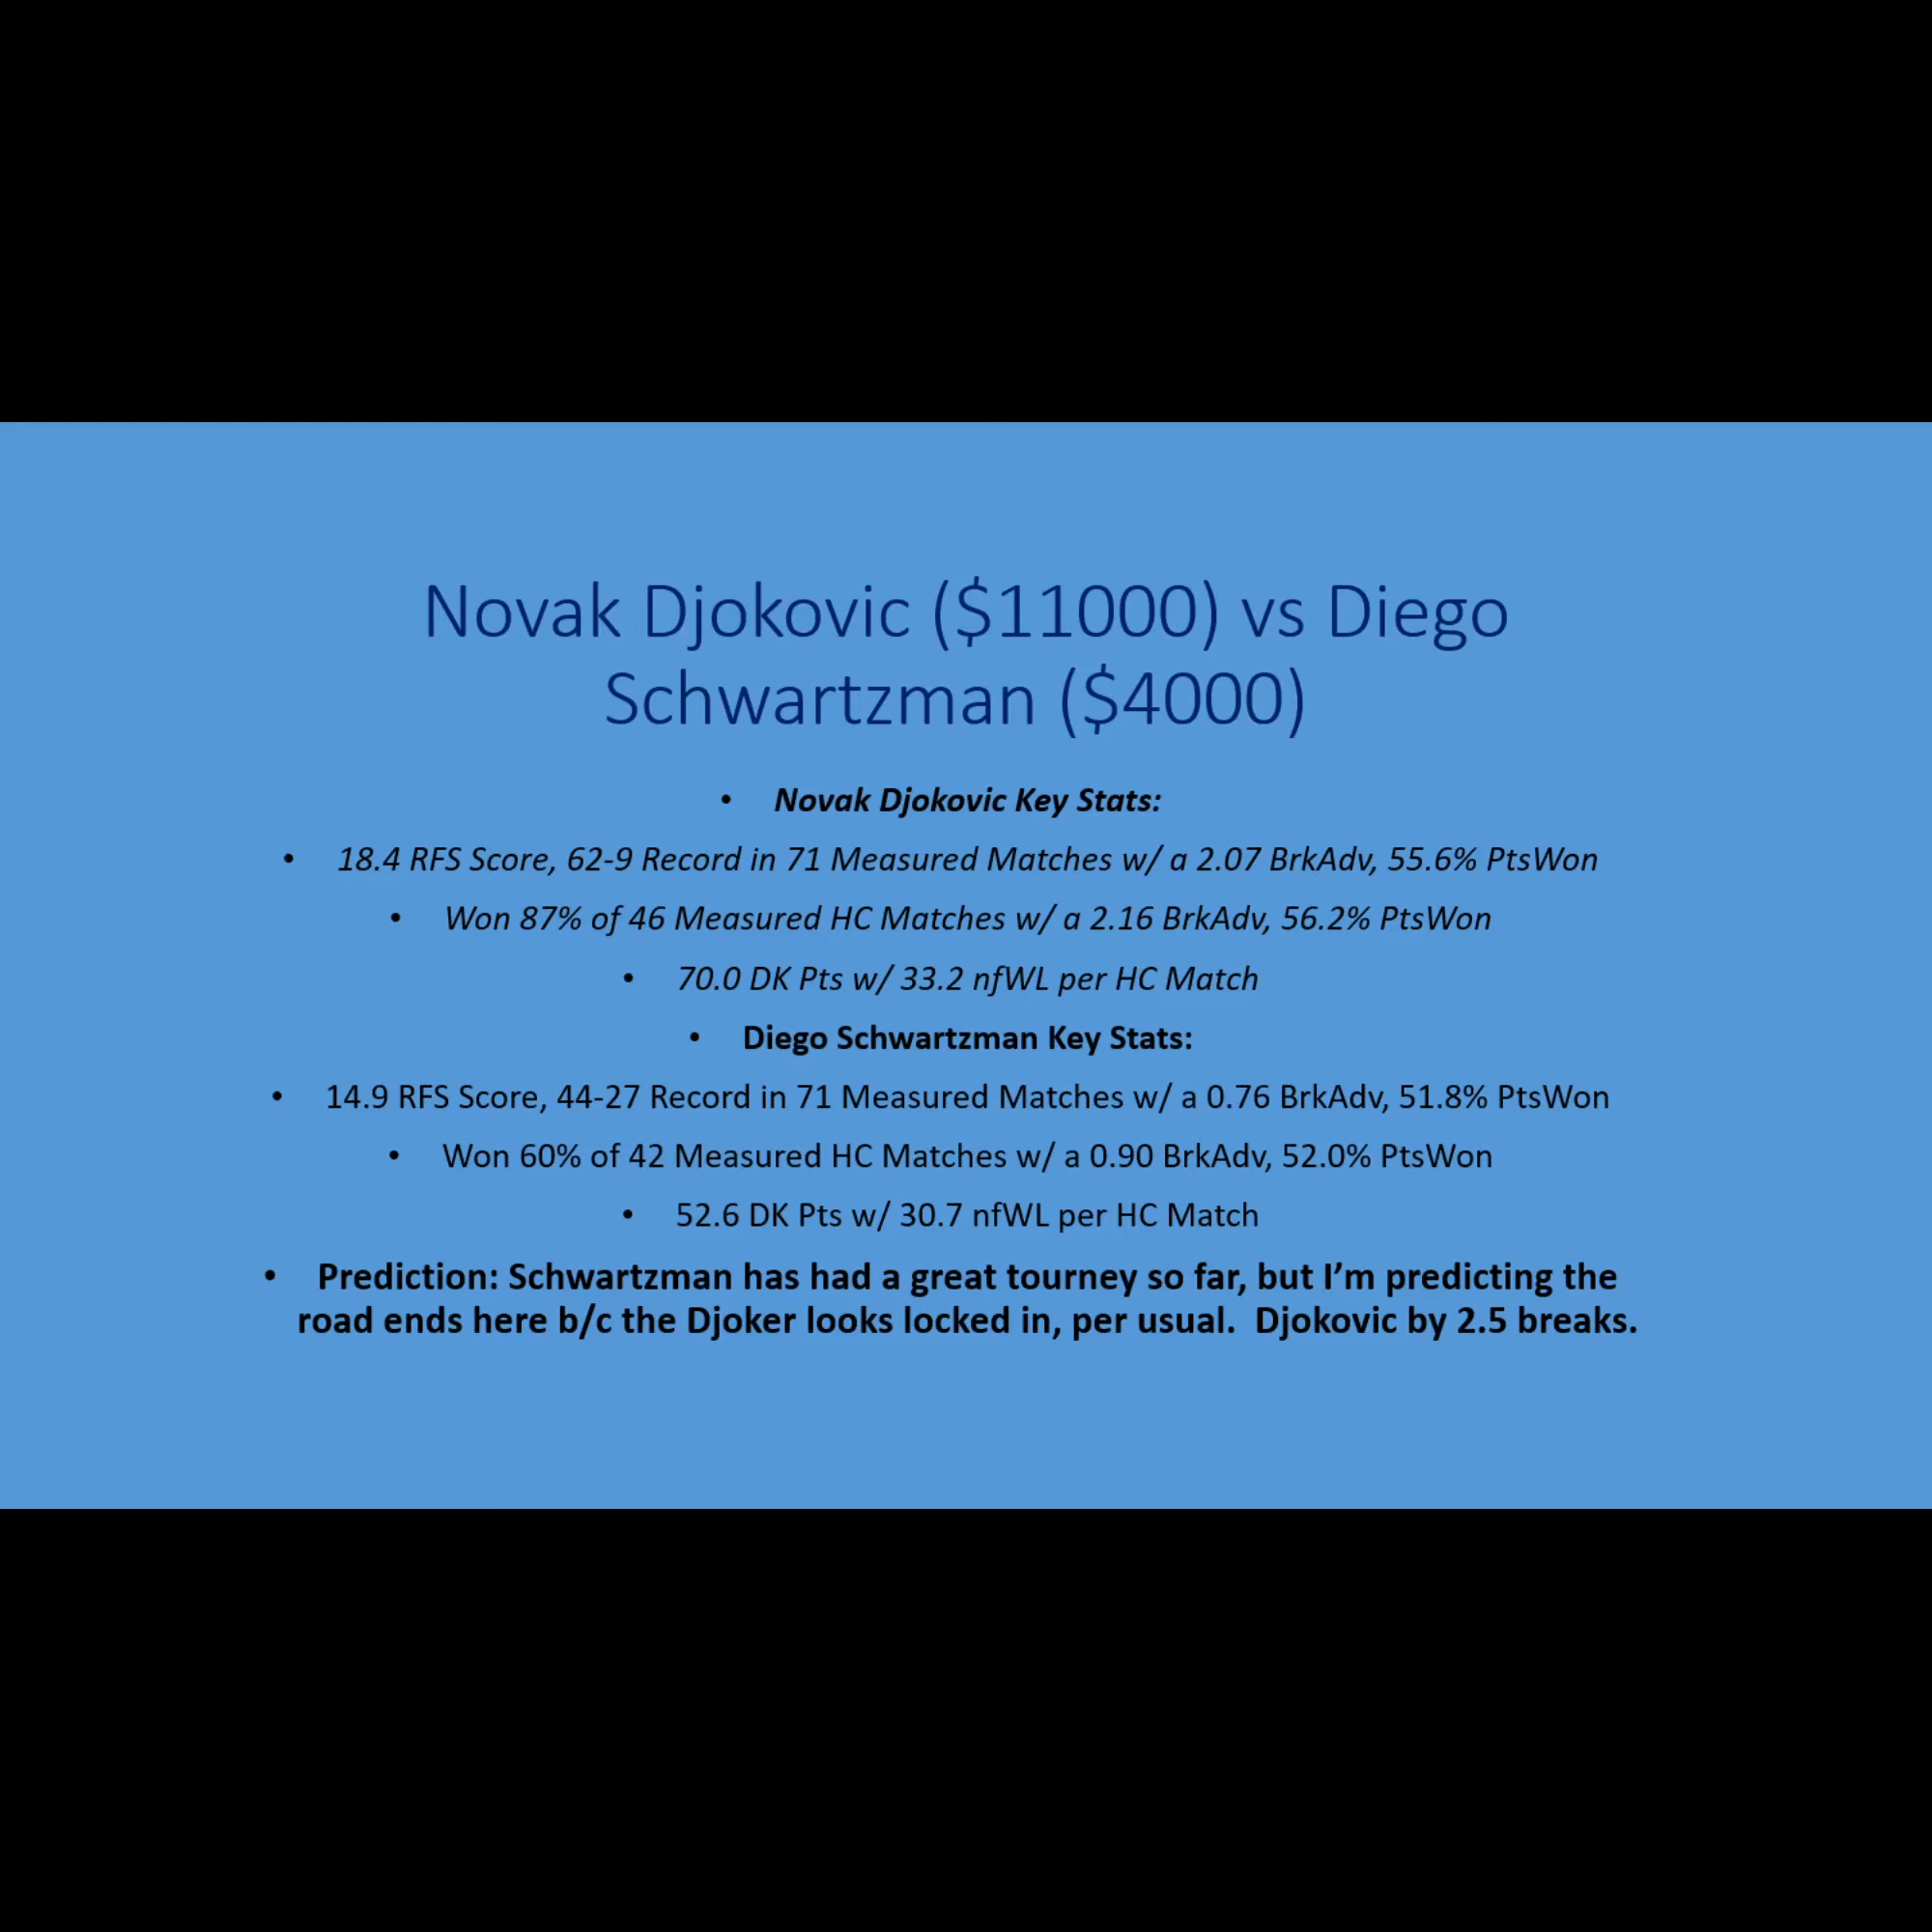 Novak Djokovic ($11000) vs Diego
Schwartzman ($4000)
• Novak Djokovic Key Stats:
• 18.4 RFS Score, 62-9 Record in 71 Measured Matches w/ a 2.07 BrkAdv, 55.6% PtsWon
• Won 87% of 46 Measured HC Matches w/ a 2.16 BrkAdv, 56.2% PtsWon
• 70.0 DK Pts w/ 33.2 nfWL per HC Match
• Diego Schwartzman Key Stats:
• 14.9 RFS Score, 44-27 Record in 71 Measured Matches w/ a 0.76 BrkAdv, 51.8% PtsWon
• Won 60% of 42 Measured HC Matches w/ a 0.90 BrkAdv, 52.0% PtsWon
• 52.6 DK Pts w/ 30.7 nfWL per HC Match
• Prediction: Schwartzman has had a great tourney so far, but I’m predicting the
road ends here b/c the Djoker looks locked in, per usual.  Djokovic by 2.5 breaks.